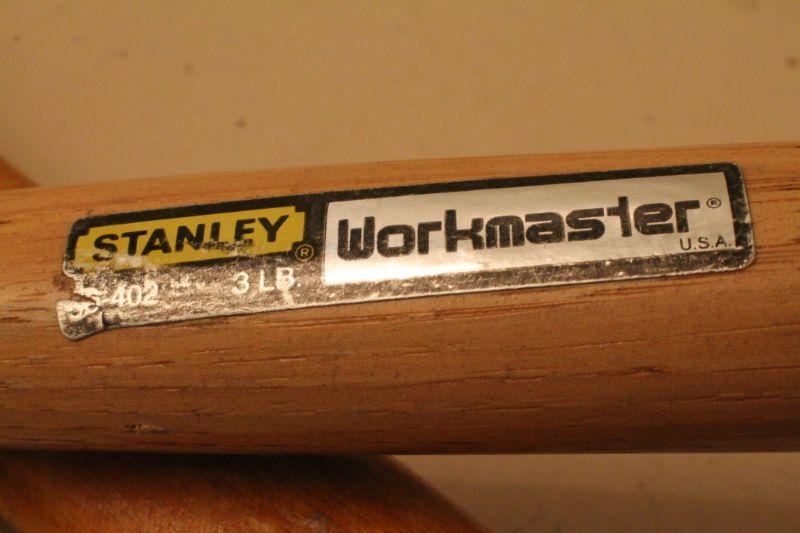 STANLEY®
Workmaster®
U.S.A.
402
3 LB.